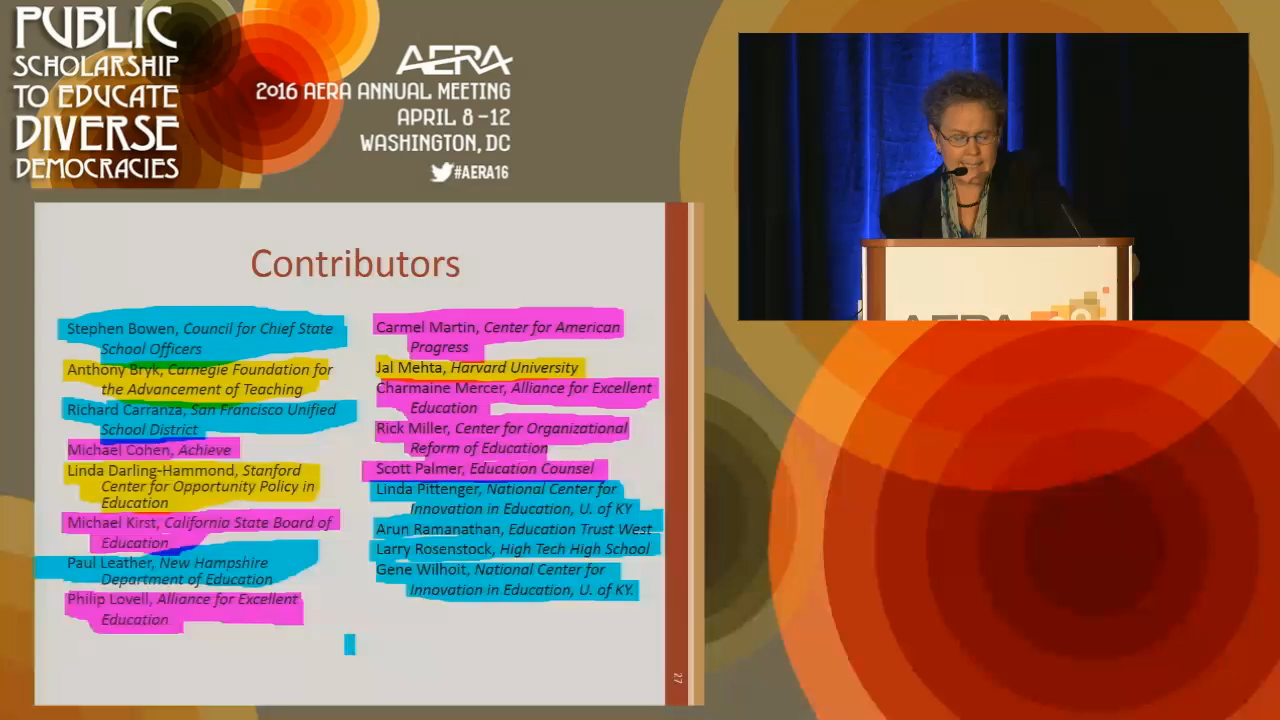 PUBLIC
SCHOLARSHIP
TO EDUCATE
DIVERSE
DEMOCRACIES
AERA
2016 AERA ANNUAL MEETING
APRIL 8-12
WASHINGTON, DC
#AERA16
Contributors
Stephen Bowen, Council for Chief State
School Officers
Anthony Bryk, Carnegie Foundation for
the Advancement of Teaching
Richard Carranza, San Francisco Unified
School District
Michael Cohen, Achieve
Linda Darling-Hammond, Stanford
Center for Opportunity Policy in
Education
Michael Kirst, California State Board of
Education
Paul Leather, New Hampshire
Department of Education
Philip Lovell, Alliance for Excellent
Education
Carmel Martin, Center for American
Progress
Jal Mehta, Harvard University
Charmaine Mercer, Alliance for Excellent
Education
Rick Miller, Center for Organizational
Reform of Education
Scott Palmer, Education Counsel
Linda Pittenger, National Center for
Innovation in Education, U. of KY
Arun Ramanathan, Education Trust West
Larry Rosenstock, High Tech High School
Gene Wilhoit, National Center for
Innovation in Education, U. of KY.
27
AERA